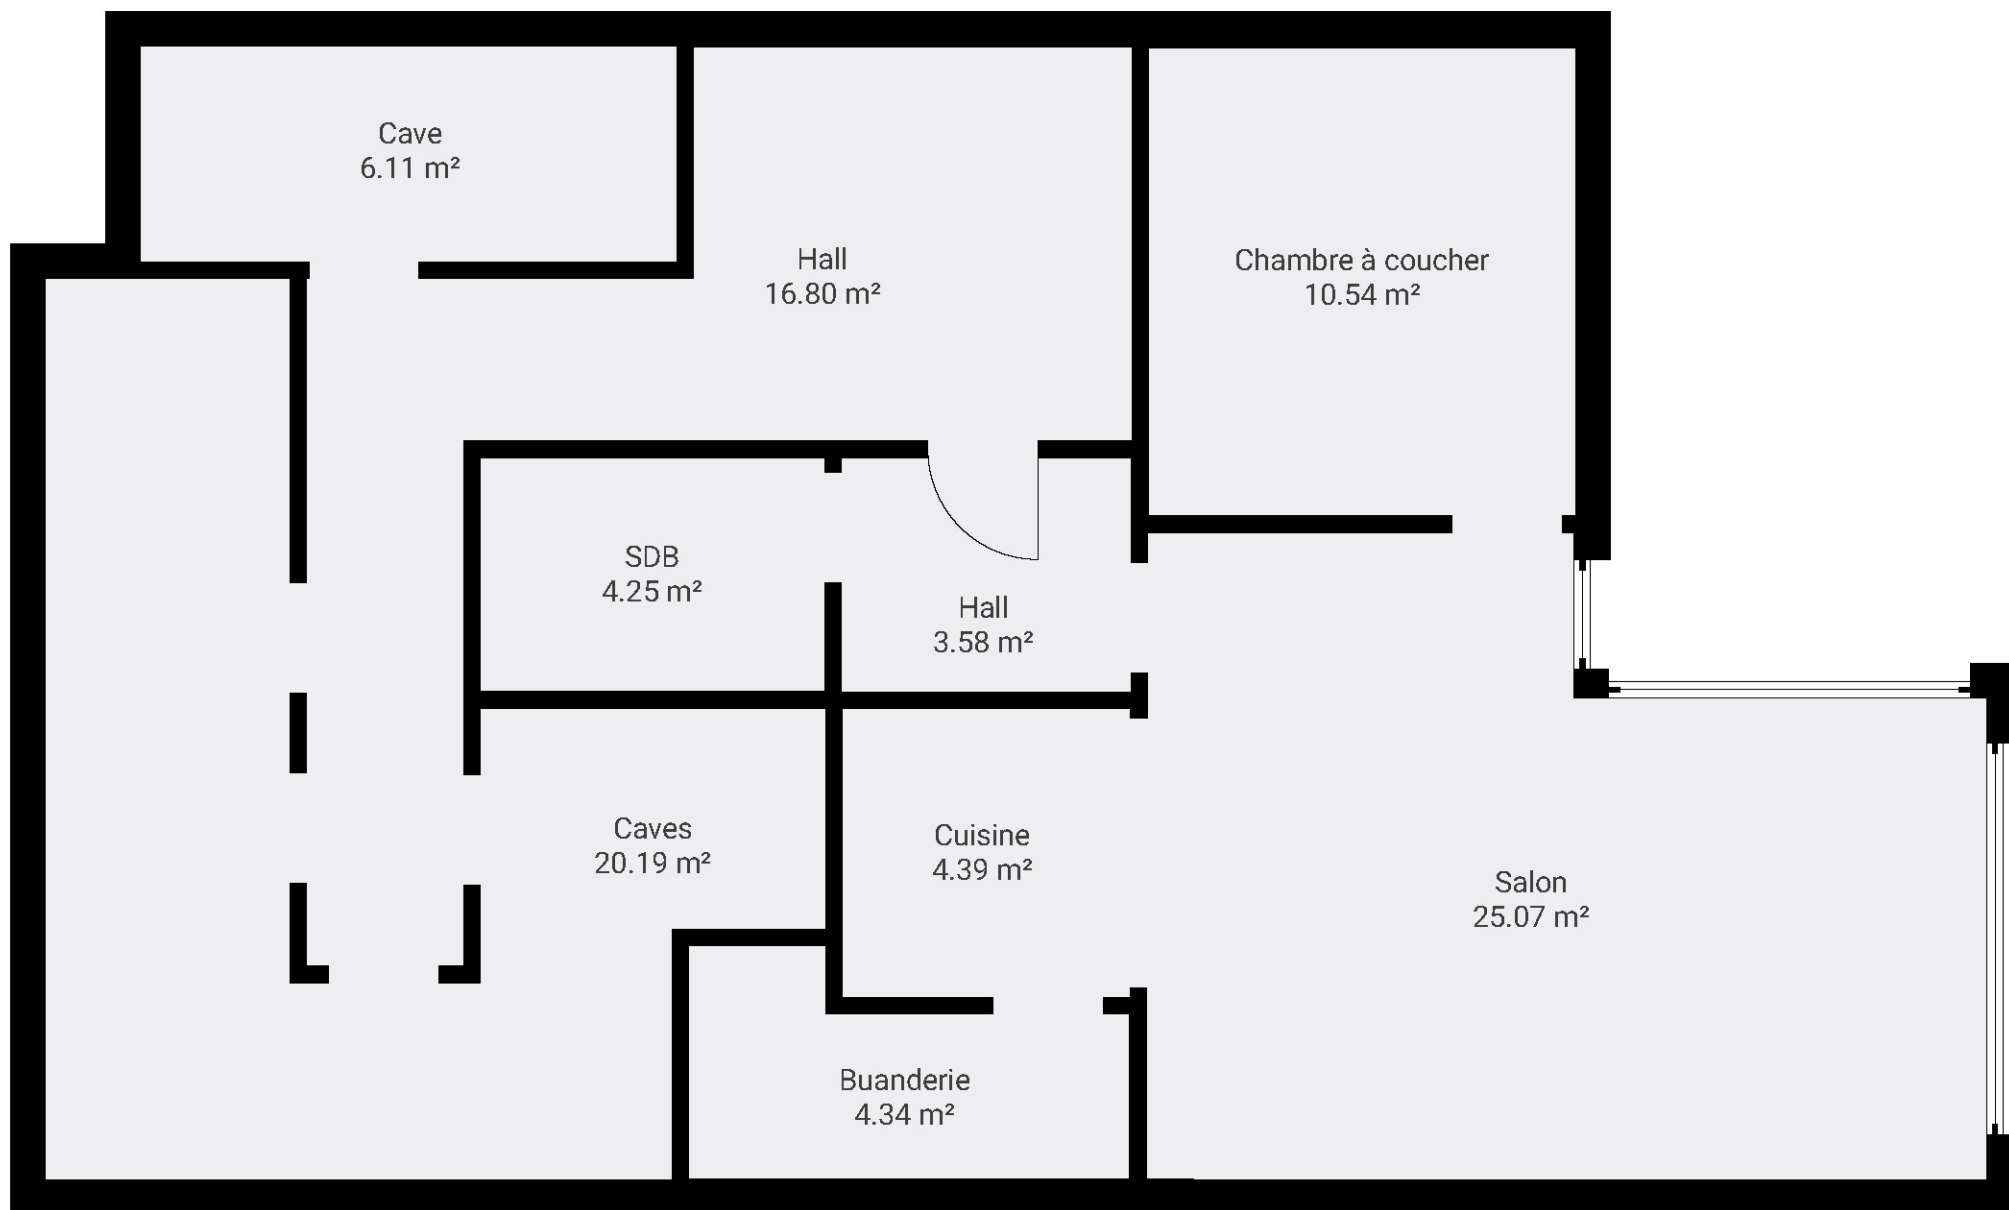 Cave
6.11 m²
Hall
16.80 m²
Chambre à coucher
10.54 m²
SDB
4.25 m²
Hall
3.58 m²
Caves
20.19 m²
Cuisine
4.39 m²
Salon
25.07 m²
Buanderie
4.34 m²